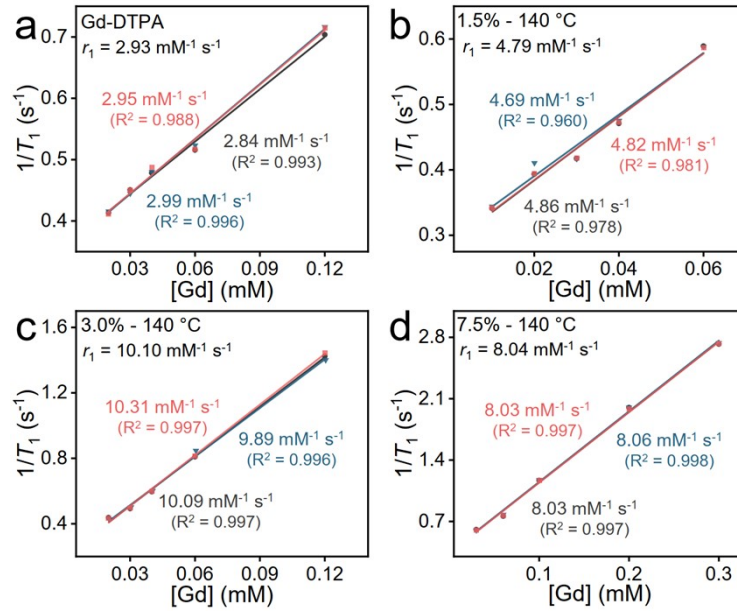 a
Gd-DTPA
r₁ = 2.93 mM⁻¹ s⁻¹
2.95 mM⁻¹ s⁻¹
(R² = 0.988)
2.84 mM⁻¹ s⁻¹
(R² = 0.993)
2.99 mM⁻¹ s⁻¹
(R² = 0.996)
1/T₁ (s⁻¹)
0.7
0.6
0.5
0.4
0.03 0.06 0.09 0.12
[Gd] (mM)
b
1.5% - 140 °C
r₁ = 4.79 mM⁻¹ s⁻¹
4.69 mM⁻¹ s⁻¹
(R² = 0.960)
4.82 mM⁻¹ s⁻¹
(R² = 0.981)
4.86 mM⁻¹ s⁻¹
(R² = 0.978)
1/T₁ (s⁻¹)
0.6
0.5
0.4
0.3
0.02 0.04 0.06
[Gd] (mM)
c
3.0% - 140 °C
r₁ = 10.10 mM⁻¹ s⁻¹
10.31 mM⁻¹ s⁻¹
(R² = 0.997)
9.89 mM⁻¹ s⁻¹
(R² = 0.996)
10.09 mM⁻¹ s⁻¹
(R² = 0.997)
1/T₁ (s⁻¹)
1.6
1.2
0.8
0.4
0.03 0.06 0.09 0.12
[Gd] (mM)
d
7.5% - 140 °C
r₁ = 8.04 mM⁻¹ s⁻¹
8.03 mM⁻¹ s⁻¹
(R² = 0.997)
8.06 mM⁻¹ s⁻¹
(R² = 0.998)
8.03 mM⁻¹ s⁻¹
(R² = 0.997)
1/T₁ (s⁻¹)
2.8
2.1
1.4
0.7
0.1 0.2 0.3
[Gd] (mM)